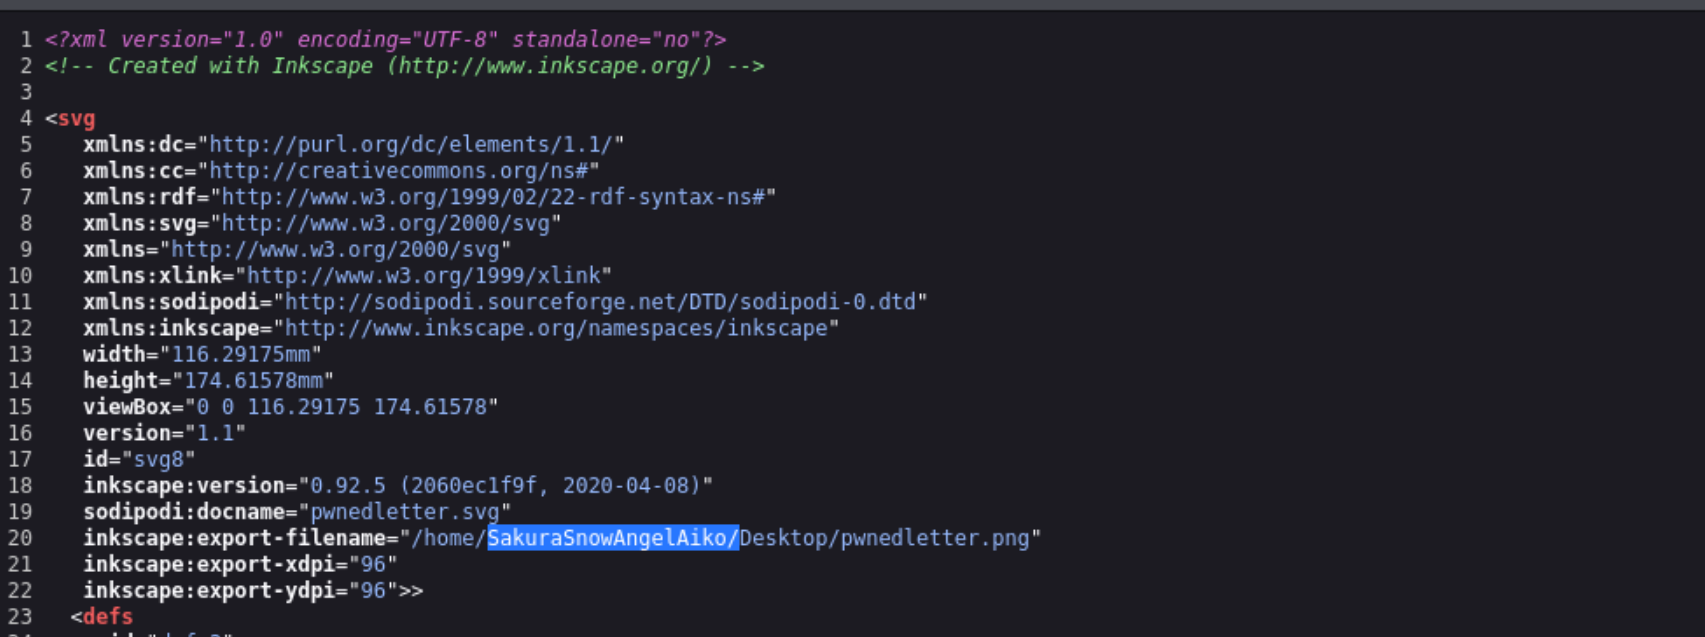 1 <?xml version="1.0" encoding="UTF-8" standalone="no"?>
2 <!-- Created with Inkscape (http://www.inkscape.org/) -->
3
4 <svg
5    xmlns:dc="http://purl.org/dc/elements/1.1/"
6    xmlns:cc="http://creativecommons.org/ns#"
7    xmlns:rdf="http://www.w3.org/1999/02/22-rdf-syntax-ns#"
8    xmlns:svg="http://www.w3.org/2000/svg"
9    xmlns="http://www.w3.org/2000/svg"
10    xmlns:xlink="http://www.w3.org/1999/xlink"
11    xmlns:sodipodi="http://sodipodi.sourceforge.net/DTD/sodipodi-0.dtd"
12    xmlns:inkscape="http://www.inkscape.org/namespaces/inkscape"
13    width="116.29175mm"
14    height="174.61578mm"
15    viewBox="0 0 116.29175 174.61578"
16    version="1.1"
17    id="svg8"
18    inkscape:version="0.92.5 (2060ec1f9f, 2020-04-08)"
19    sodipodi:docname="pwnedletter.svg"
20    inkscape:export-filename="/home/SakuraSnowAngelAiko/Desktop/pwnedletter.png"
21    inkscape:export-xdpi="96"
22    inkscape:export-ydpi="96">>
23   <defs